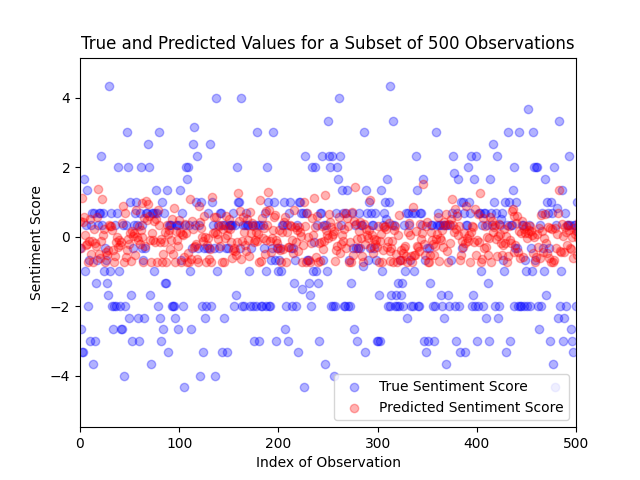 True and Predicted Values for a Subset of 500 Observations
Sentiment Score
4
2
0
−2
−4
0 100 200 300 400 500
Index of Observation
True Sentiment Score
Predicted Sentiment Score